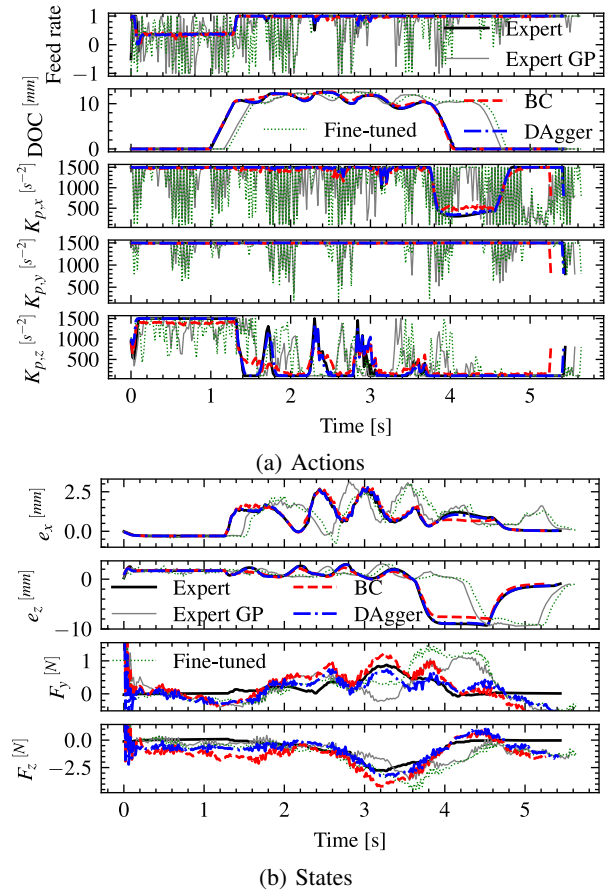 Feed rate
1
0
−1
Expert
Expert GP
DOC [mm]
10
0
Fine-tuned
BC
DAgger
K_{p,x} [s^{−2}]
1500
1000
500
K_{p,y} [s^{−2}]
1500
1000
500
K_{p,z} [s^{−2}]
1500
1000
500
0 1 2 3 4 5
Time [s]
(a) Actions
e_x [mm]
2.5
0.0
e_z [mm]
0
−10
Expert
Expert GP
BC
DAgger
F_y [N]
1
0
Fine-tuned
F_z [N]
0.0
−2.5
0 1 2 3 4 5
Time [s]
(b) States